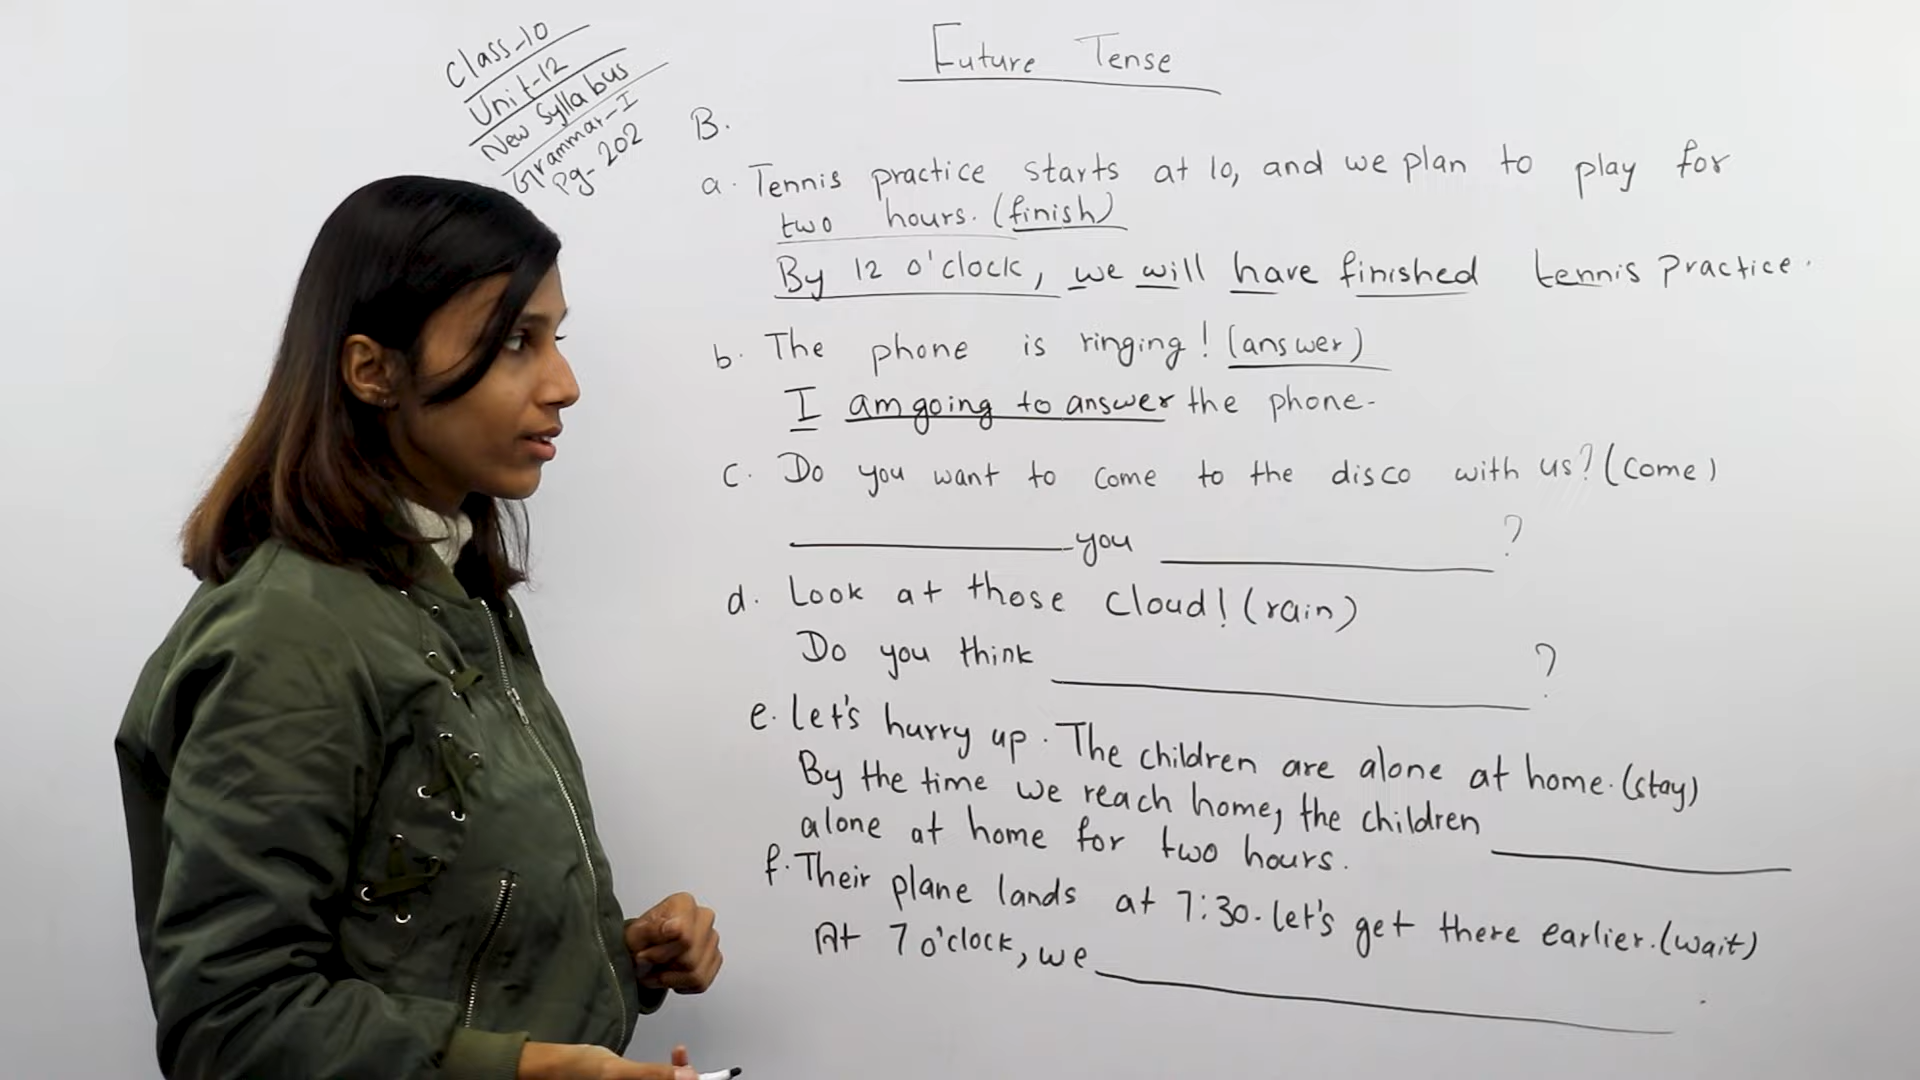 Class-10
Unit-12
New Syllabus
Grammar-I
Pg-202
Future Tense
B.
a. Tennis practice starts at 10, and we plan to play for
two hours. (finish)
By 12 o'clock, we will have finished tennis practice.
b. The phone is ringing! (answer)
I am going to answer the phone.
c. Do you want to come to the disco with us? (come)
you ?
d. Look at those cloud! (rain)
Do you think ?
e. Let's hurry up. The children are alone at home. (stay)
By the time we reach home, the children
alone at home for two hours.
f. Their plane lands at 7:30. Let's get there earlier. (wait)
At 7 o'clock, we .